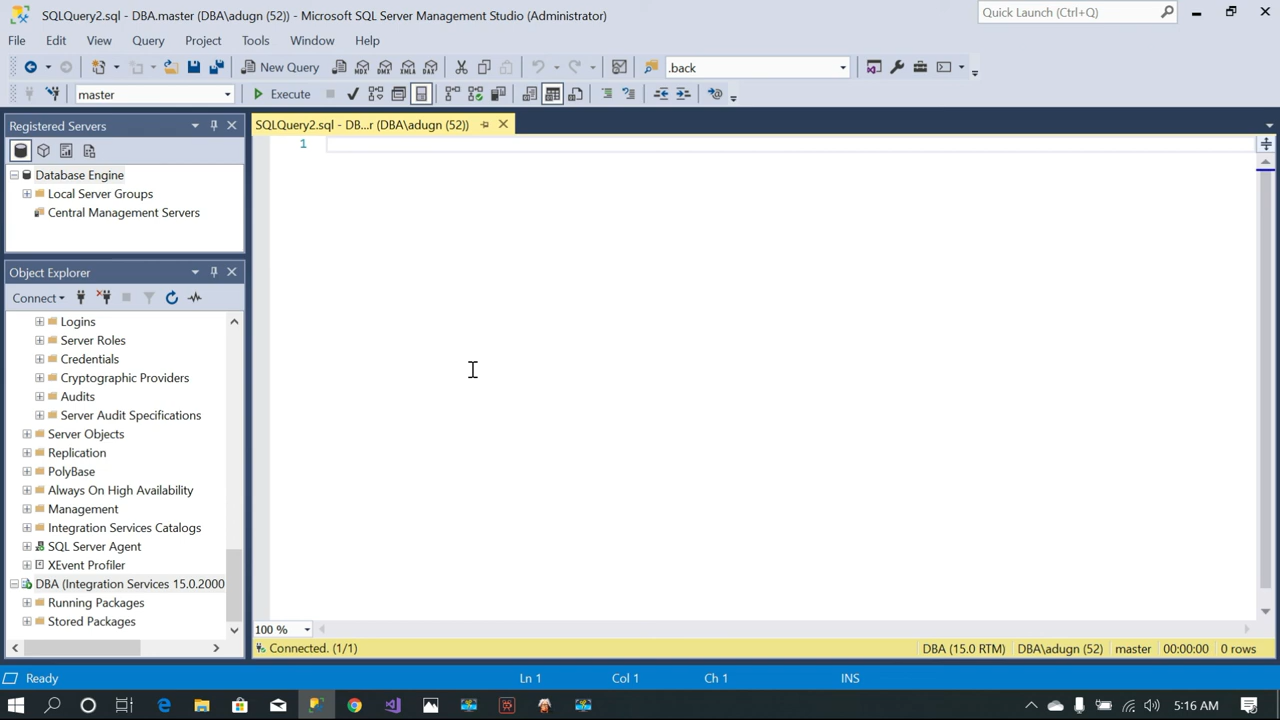 SQLQuery2.sql - DBA.master (DBA\adugn (52)) - Microsoft SQL Server Management Studio (Administrator)
Quick Launch (Ctrl+Q)
File Edit View Query Project Tools Window Help
New Query
MDX DMX XMLA DAX
.back
master
Execute
Registered Servers
SQLQuery2.sql - DB...r (DBA\adugn (52))
1
Database Engine
Local Server Groups
Central Management Servers
Object Explorer
Connect
Logins
Server Roles
Credentials
Cryptographic Providers
Audits
Server Audit Specifications
Server Objects
Replication
PolyBase
Always On High Availability
Management
Integration Services Catalogs
SQL Server Agent
XEvent Profiler
DBA (Integration Services 15.0.2000
Running Packages
Stored Packages
100 %
Connected. (1/1)
DBA (15.0 RTM)
DBA\adugn (52)
master
00:00:00
0 rows
Ready
Ln 1
Col 1
Ch 1
INS
5:16 AM